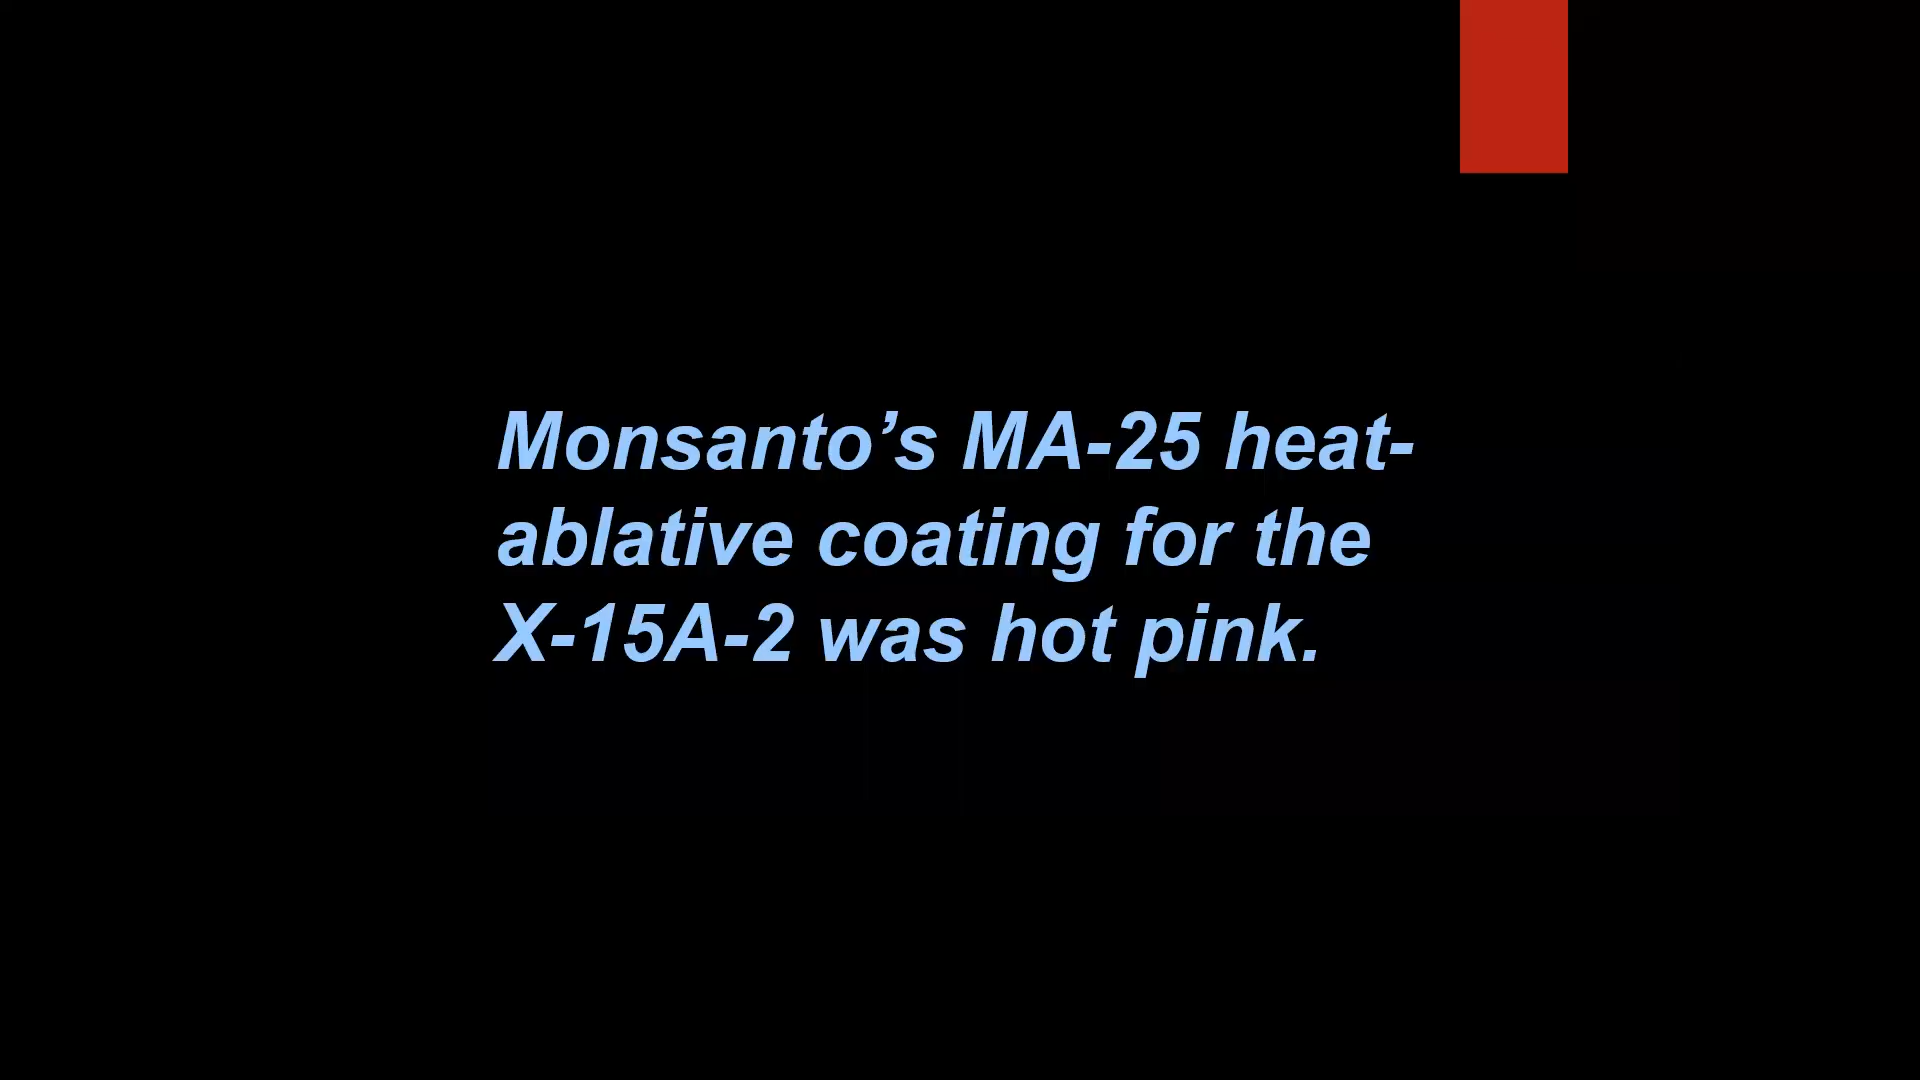 Monsanto’s MA-25 heat-
ablative coating for the
X-15A-2 was hot pink.